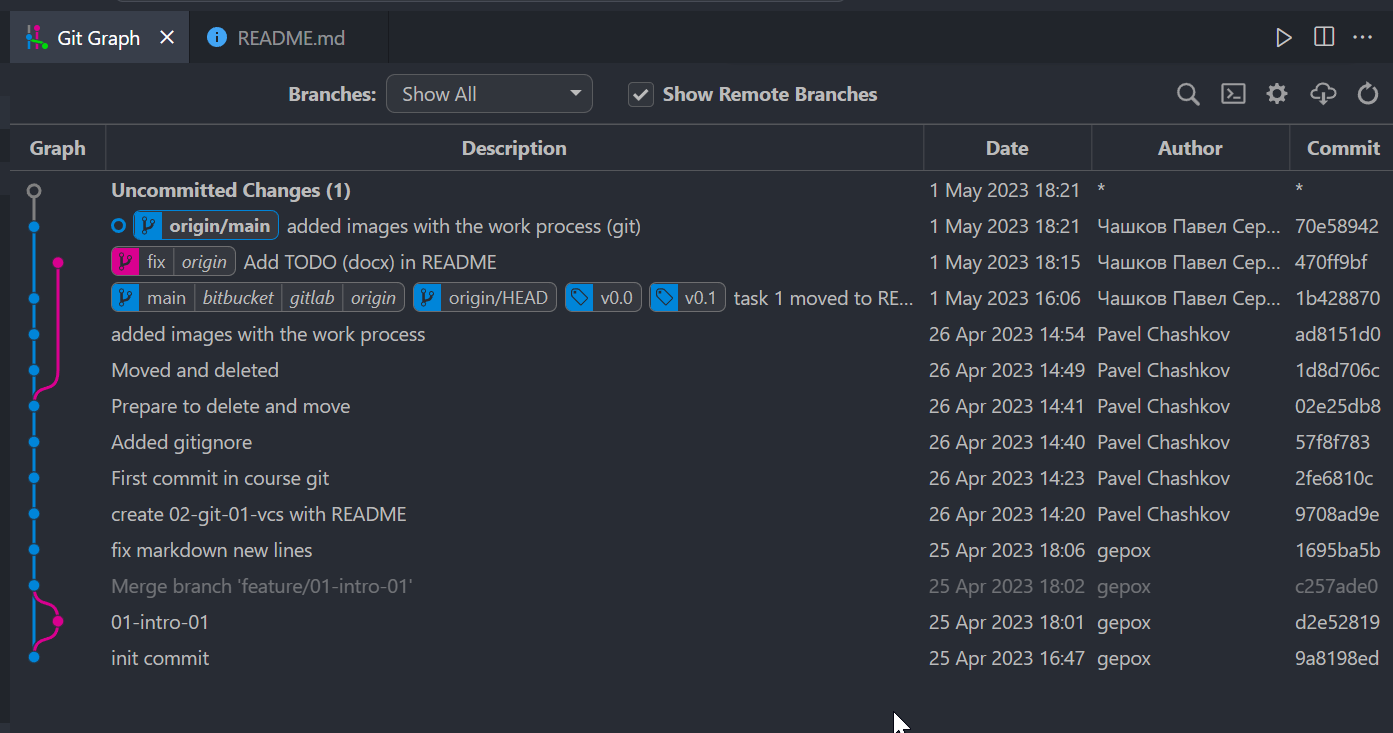 Git Graph README.md
Branches: Show All Show Remote Branches
Graph Description Date Author Commit
Uncommitted Changes (1) 1 May 2023 18:21 * *
origin/main added images with the work process (git) 1 May 2023 18:21 Чашков Павел Сер... 70e58942
fix origin Add TODO (docx) in README 1 May 2023 18:15 Чашков Павел Сер... 470ff9bf
main bitbucket gitlab origin origin/HEAD v0.0 v0.1 task 1 moved to RE... 1 May 2023 16:06 Чашков Павел Сер... 1b428870
added images with the work process 26 Apr 2023 14:54 Pavel Chashkov ad8151d0
Moved and deleted 26 Apr 2023 14:49 Pavel Chashkov 1d8d706c
Prepare to delete and move 26 Apr 2023 14:41 Pavel Chashkov 02e25db8
Added gitignore 26 Apr 2023 14:40 Pavel Chashkov 57f8f783
First commit in course git 26 Apr 2023 14:23 Pavel Chashkov 2fe6810c
create 02-git-01-vcs with README 26 Apr 2023 14:20 Pavel Chashkov 9708ad9e
fix markdown new lines 25 Apr 2023 18:06 gepox 1695ba5b
Merge branch 'feature/01-intro-01' 25 Apr 2023 18:02 gepox c257ade0
01-intro-01 25 Apr 2023 18:01 gepox d2e52819
init commit 25 Apr 2023 16:47 gepox 9a8198ed